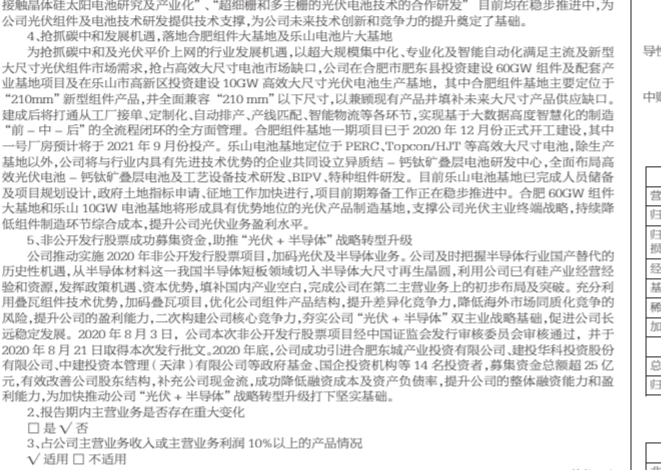 接触晶硅太阳电池研究及产业化”、“超细栅和多主栅的光伏电池技术的合作研究” 目前均在稳步推进中,为
公司光伏组件及电池技术研发提供技术支撑,为公司未来技术创新和竞争力的提升奠定了基础。
4、抢抓碳中和发展机遇,落地合肥组件大基地及乐山电池片大基地
为抢抓碳中和及光伏平价上网的行业发展机遇,以超大规模集中化、专业化及智能自动化满足主流及新型
大尺寸光伏组件市场需求,抢占高效大尺寸电池市场缺口,公司在合肥市肥东县投资建设 60GW 组件及配套产
业基地项目及在乐山市高新区投资建设 10GW 高效大尺寸光伏电池生产基地, 其中合肥组件基地主要定位于
“210mm”新型组件产品,并全面兼容 “210 mm”以下尺寸,以兼顾现有产品并填补未来大尺寸产品供应缺口。
建成后将打通从工厂接单、定制化、自动排产、产线匹配、智能物流等各环节,实现基于大数据高度智慧化的制造
“前－中－后”的全流程闭环的全方面管理。合肥组件基地一期项目已于 2020 年 12 月份正式开工建设,其中
一号厂房预计将于 2021 年 9 月份投产。乐山电池基地定位于 PERC、Topcon/HJT 等高效大尺寸电池,除生产
基地以外,公司将与行业内具有先进技术优势的企业共同设立异质结－钙钛矿叠层电池研发中心,全面布局高
效光伏电池－钙钛矿叠层电池及工艺设备技术研发、BIPV、特种组件研发。目前乐山电池基地已完成人员储备
及项目规划设计,政府土地指标申请、征地工作加快进行,项目前期筹备工作正在稳步推进中。合肥 60GW 组件
大基地和乐山 10GW 电池基地将形成具有优势地位的光伏产品制造基地,支撑公司光伏主业终端战略,持续降
低组件制造环节综合成本,提升公司光伏业务盈利水平。
5、非公开发行股票成功募集资金,助推“光伏 + 半导体”战略转型升级
公司推动实施 2020 年非公开发行股票项目,加码光伏及半导体业务。公司及时把握半导体行业国产替代的
历史性机遇,从半导体材料这一我国半导体短板领域切入半导体大尺寸再生晶圆,利用公司已有硅产业经营经
验和资源,发挥政策机遇、资本优势,填补国内产业空白,完成公司在第二主营业务上的初步布局及突破。充分利
用叠瓦组件技术优势,加码叠瓦项目,优化公司组件产品结构,提升差异化竞争力,降低海外市场同质化竞争的
风险,提升公司的盈利能力,二次构建公司核心竞争力,夯实公司“光伏 + 半导体”双主业战略基础,促进公司长
远稳定发展。2020 年 8 月 3 日, 公司本次非公开发行股票项目经中国证监会发行审核委员会审核通过, 并于
2020 年 8 月 21 日取得本次发行批文。2020 年底,公司成功引进合肥东城产业投资有限公司、建投华科投资股份
有限公司、中建投资本管理(天津)有限公司等政府基金、国企投资机构等 14 名投资者,募集资金总额超 25 亿
元,有效改善公司股东结构,补充公司现金流,成功降低融资成本及资产负债率,提升公司的整体融资能力和盈
利能力,为加快推动公司“光伏 + 半导体”战略转型升级打下坚实基础。
2、报告期内主营业务是否存在重大变化
□ 是 √ 否
3、占公司主营业务收入或主营业务利润 10%以上的产品情况
√ 适用 □ 不适用
导性
中财
营
归
归
损
经
基
稀
加
总
归